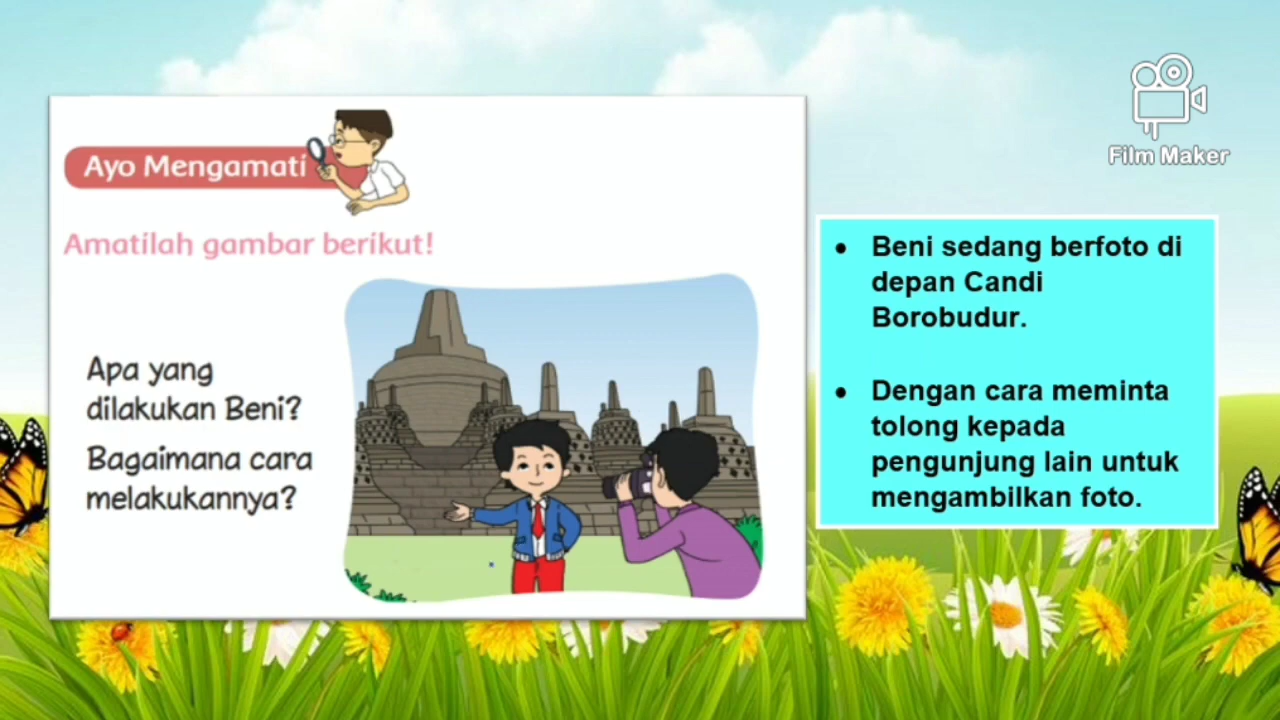 Ayo Mengamati
Amatilah gambar berikut!
Apa yang
dilakukan Beni?
Bagaimana cara
melakukannya?
Film Maker
• Beni sedang berfoto di
depan Candi
Borobudur.
• Dengan cara meminta
tolong kepada
pengunjung lain untuk
mengambilkan foto.